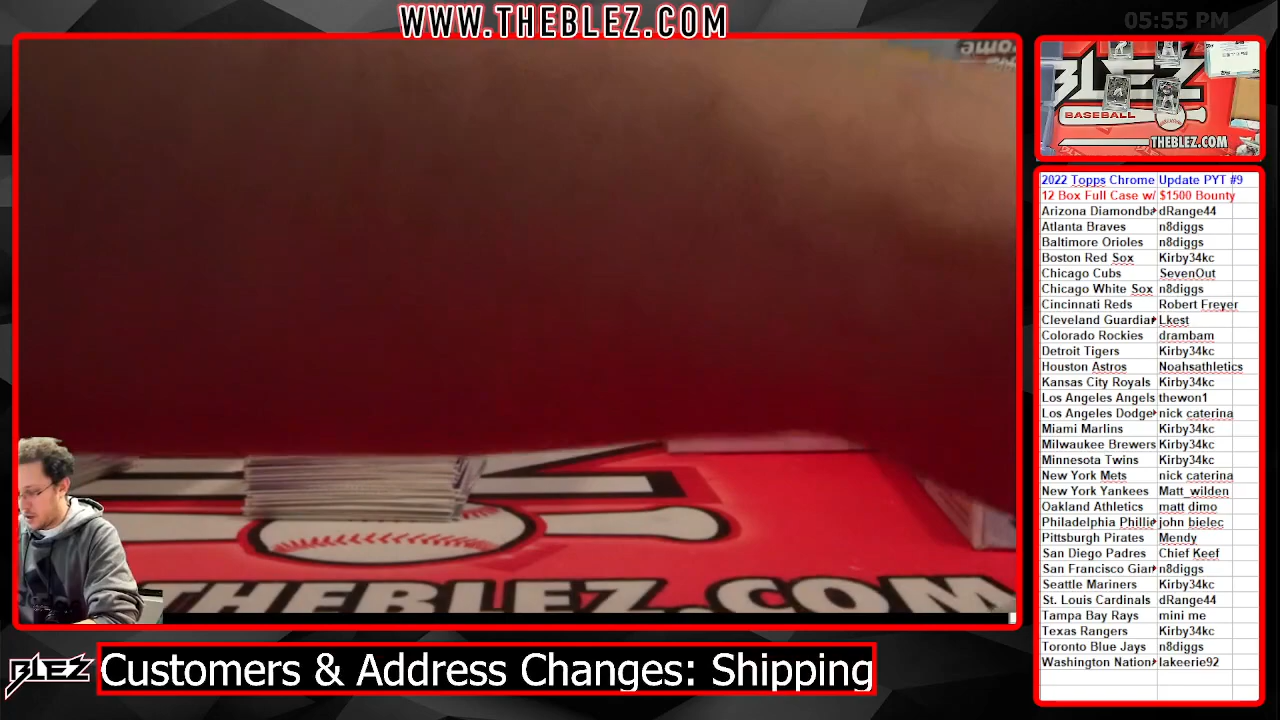 WWW.THEBLEZ.COM
05:55 PM
BLEZ
BASEBALL
THEBLEZ.COM
2022 Topps Chrome Update PYT #9
12 Box Full Case w/ $1500 Bounty
Arizona Diamondba dRange44
Atlanta Braves n8diggs
Baltimore Orioles n8diggs
Boston Red Sox Kirby34kc
Chicago Cubs SevenOut
Chicago White Sox n8diggs
Cincinnati Reds Robert Freyer
Cleveland Guardian Lkest
Colorado Rockies drambam
Detroit Tigers Kirby34kc
Houston Astros Noahsathletics
Kansas City Royals Kirby34kc
Los Angeles Angels thewon1
Los Angeles Dodge nick caterina
Miami Marlins Kirby34kc
Milwaukee Brewers Kirby34kc
Minnesota Twins Kirby34kc
New York Mets nick caterina
New York Yankees Matt_wilden
Oakland Athletics matt dimo
Philadelphia Phillie john bielec
Pittsburgh Pirates Mendy
San Diego Padres Chief Keef
San Francisco Gian n8diggs
Seattle Mariners Kirby34kc
St. Louis Cardinals dRange44
Tampa Bay Rays mini me
Texas Rangers Kirby34kc
Toronto Blue Jays n8diggs
Washington Nation lakeerie92
THEBLEZ.COM
BLEZ
Customers & Address Changes: Shipping